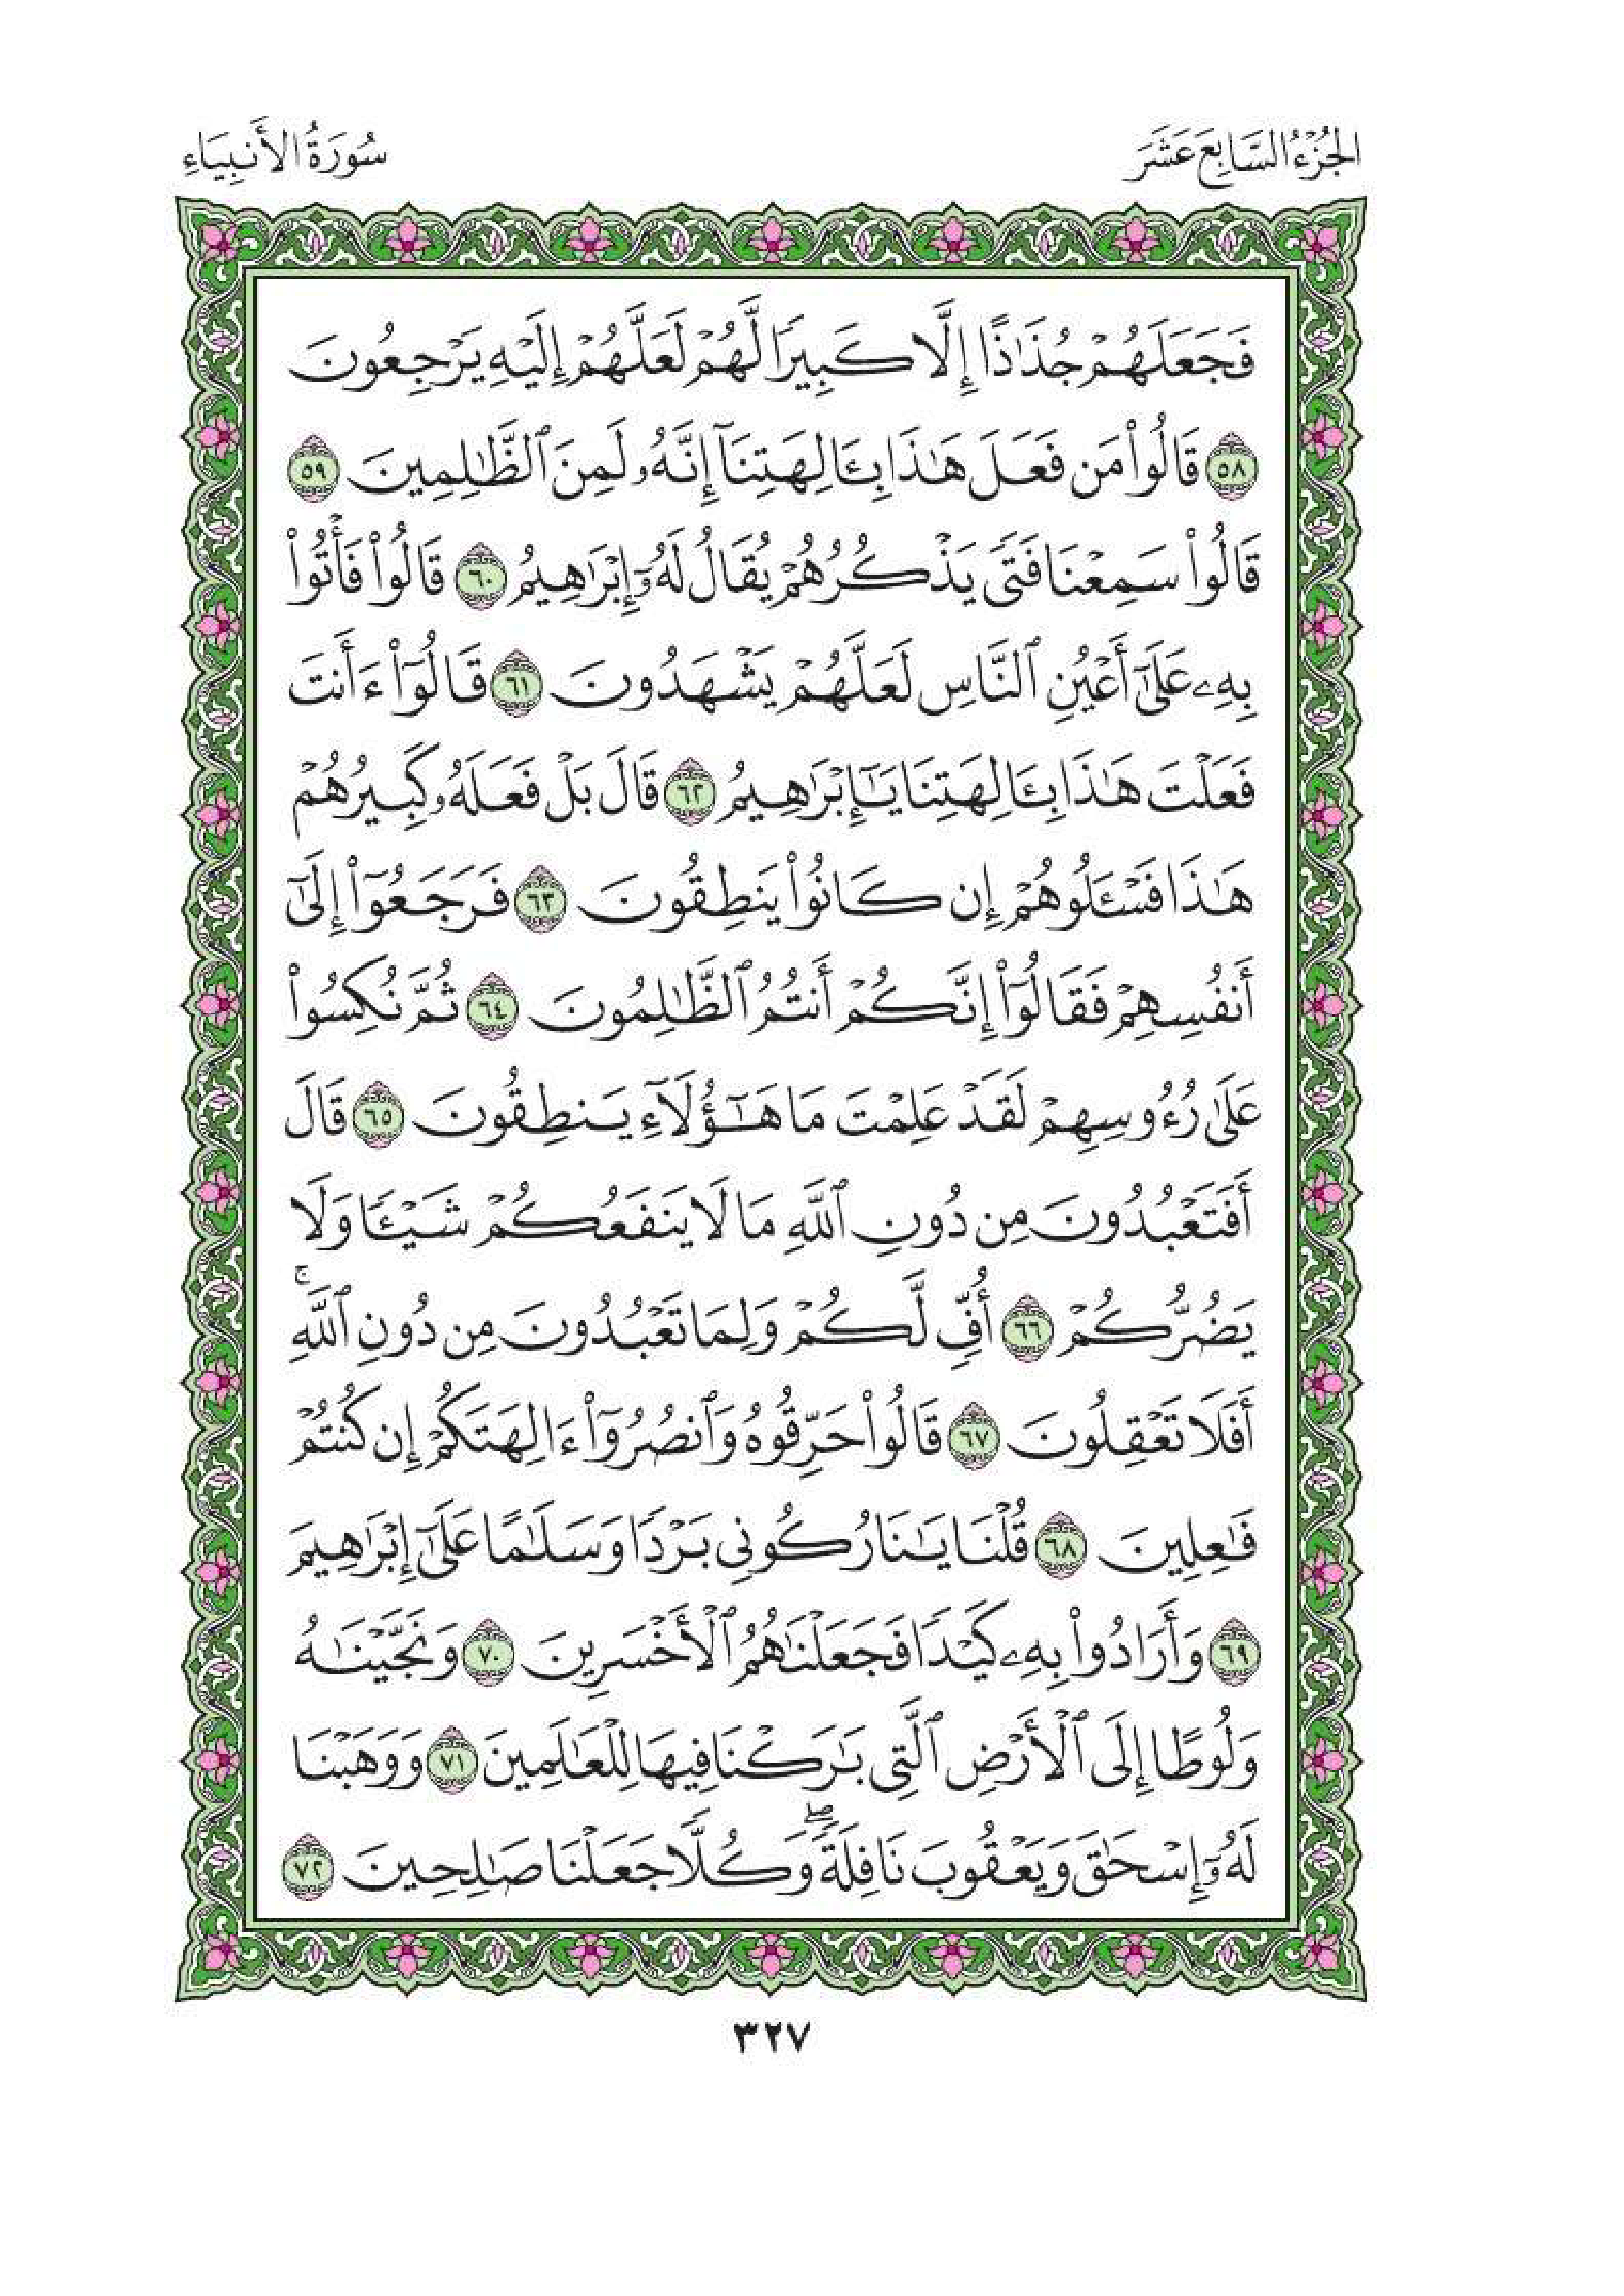 الجُزْءُ السَّابِعَ عَشَرَ
سُورَةُ الأَنبِيَاءِ
فَجَعَلَهُمْ جُذَٰذًا إِلَّا كَبِيرًا لَّهُمْ لَعَلَّهُمْ إِلَيْهِ يَرْجِعُونَ
٥٨ قَالُوا۟ مَن فَعَلَ هَٰذَا بِـَٔالِهَتِنَآ إِنَّهُۥ لَمِنَ ٱلظَّٰلِمِينَ ٥٩
قَالُوا۟ سَمِعْنَا فَتًى يَذْكُرُهُمْ يُقَالُ لَهُۥٓ إِبْرَٰهِيمُ ٦٠ قَالُوا۟ فَأْتُوا۟
بِهِۦ عَلَىٰٓ أَعْيُنِ ٱلنَّاسِ لَعَلَّهُمْ يَشْهَدُونَ ٦١ قَالُوٓا۟ ءَأَنتَ
فَعَلْتَ هَٰذَا بِـَٔالِهَتِنَا يَٰٓإِبْرَٰهِيمُ ٦٢ قَالَ بَلْ فَعَلَهُۥ كَبِيرُهُمْ
هَٰذَا فَسْـَٔلُوهُمْ إِن كَانُوا۟ يَنطِقُونَ ٦٣ فَرَجَعُوٓا۟ إِلَىٰٓ
أَنفُسِهِمْ فَقَالُوٓا۟ إِنَّكُمْ أَنتُمُ ٱلظَّٰلِمُونَ ٦٤ ثُمَّ نُكِسُوا۟
عَلَىٰ رُءُوسِهِمْ لَقَدْ عَلِمْتَ مَا هَٰٓؤُلَآءِ يَنطِقُونَ ٦٥ قَالَ
أَفَتَعْبُدُونَ مِن دُونِ ٱللَّهِ مَا لَا يَنفَعُكُمْ شَيْـًٔا وَلَا
يَضُرُّكُمْ ٦٦ أُفٍّ لَّكُمْ وَلِمَا تَعْبُدُونَ مِن دُونِ ٱللَّهِ ۚ
أَفَلَا تَعْقِلُونَ ٦٧ قَالُوا۟ حَرِّقُوهُ وَٱنصُرُوٓا۟ ءَالِهَتَكُمْ إِن كُنتُمْ
فَٰعِلِينَ ٦٨ قُلْنَا يَٰنَارُ كُونِى بَرْدًا وَسَلَٰمًا عَلَىٰٓ إِبْرَٰهِيمَ
٦٩ وَأَرَادُوا۟ بِهِۦ كَيْدًا فَجَعَلْنَٰهُمُ ٱلْأَخْسَرِينَ ٧٠ وَنَجَّيْنَٰهُ
وَلُوطًا إِلَى ٱلْأَرْضِ ٱلَّتِى بَٰرَكْنَا فِيهَا لِلْعَٰلَمِينَ ٧١ وَوَهَبْنَا
لَهُۥٓ إِسْحَٰقَ وَيَعْقُوبَ نَافِلَةً ۖ وَكُلًّا جَعَلْنَا صَٰلِحِينَ ٧٢
٣٢٧